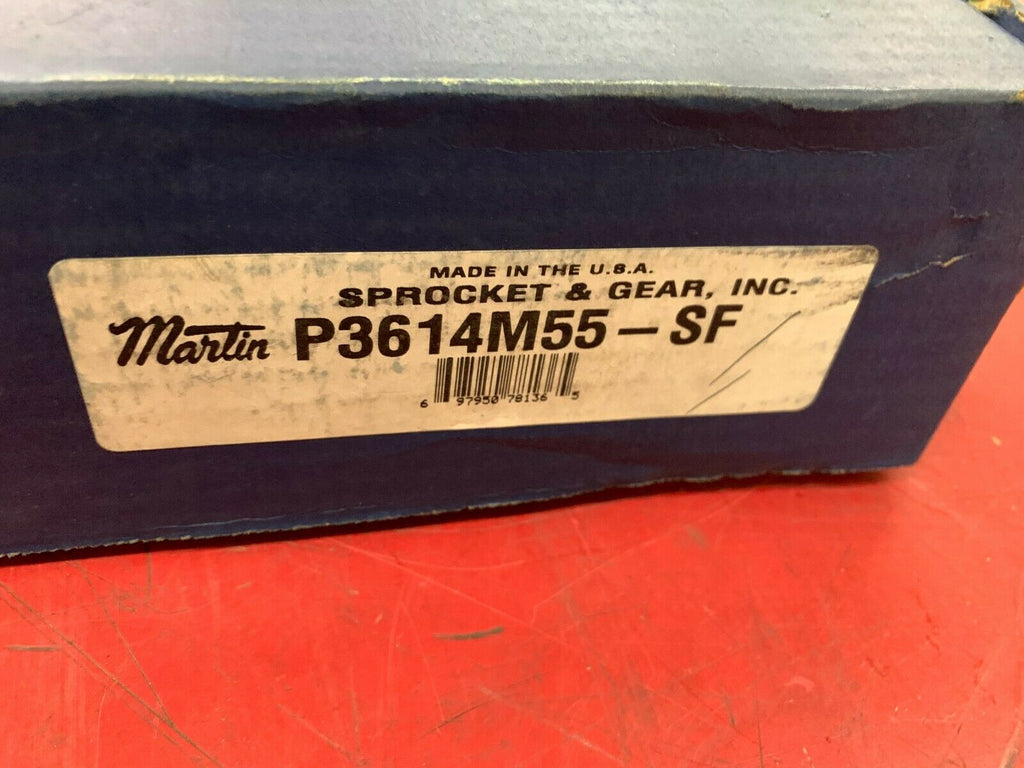 MADE IN THE U.S.A.
SPROCKET & GEAR, INC.
Martin P3614M55-SF
6 97950 78136 5